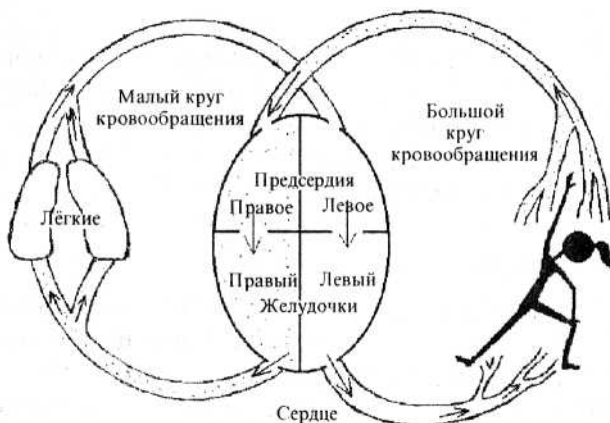 Малый круг
кровообращения
Большой
круг
кровообращения
Лёгкие
Предсердия
Правое Левое
Правый Левый
Желудочки
Сердце